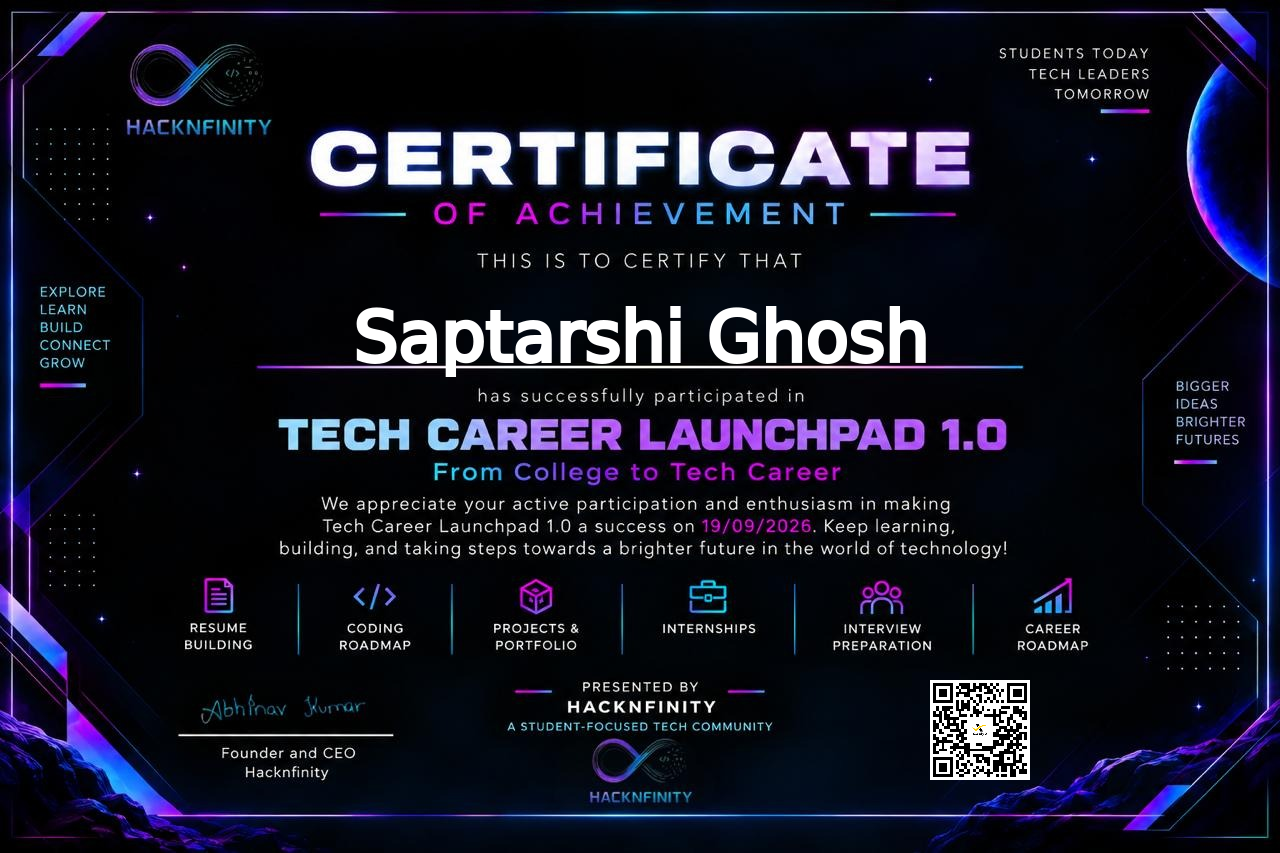 HACKNFINITY
STUDENTS TODAY
TECH LEADERS
TOMORROW
CERTIFICATE
OF ACHIEVEMENT
THIS IS TO CERTIFY THAT
Saptarshi Ghosh
EXPLORE
LEARN
BUILD
CONNECT
GROW
has successfully participated in
TECH CAREER LAUNCHPAD 1.0
From College to Tech Career
BIGGER
IDEAS
BRIGHTER
FUTURES
We appreciate your active participation and enthusiasm in making
Tech Career Launchpad 1.0 a success on 19/09/2026. Keep learning,
building, and taking steps towards a brighter future in the world of technology!
RESUME
BUILDING
</>
CODING
ROADMAP
PROJECTS &
PORTFOLIO
INTERNSHIPS
INTERVIEW
PREPARATION
CAREER
ROADMAP
Abhinav Kumar
Founder and CEO
Hacknfinity
PRESENTED BY
HACKNFINITY
A STUDENT-FOCUSED TECH COMMUNITY
HACKNFINITY